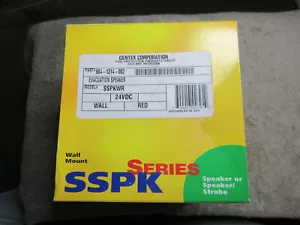 GENTEX CORPORATION
PART# 904-1214-002
EVACUATION SPEAKER
MODEL# SSPKWR
24VDC
WALL RED
Wall
Mount
SERIES
SSPK
Speaker or
Speaker/
Strobe